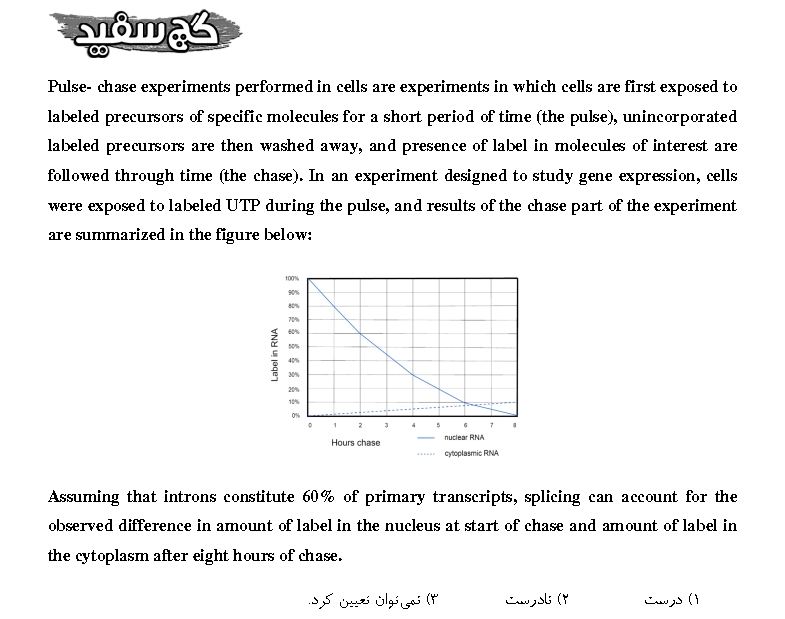 گچ سفید
Pulse- chase experiments performed in cells are experiments in which cells are first exposed to
labeled precursors of specific molecules for a short period of time (the pulse), unincorporated
labeled precursors are then washed away, and presence of label in molecules of interest are
followed through time (the chase). In an experiment designed to study gene expression, cells
were exposed to labeled UTP during the pulse, and results of the chase part of the experiment
are summarized in the figure below:
100%
90%
80%
70%
60%
50%
40%
30%
20%
10%
0%
Label in RNA
0 1 2 3 4 5 6 7 8
Hours chase
nuclear RNA
cytoplasmic RNA
Assuming that introns constitute 60% of primary transcripts, splicing can account for the
observed difference in amount of label in the nucleus at start of chase and amount of label in
the cytoplasm after eight hours of chase.
۱) درست ۲) نادرست ۳) نمی‌توان تعیین کرد.